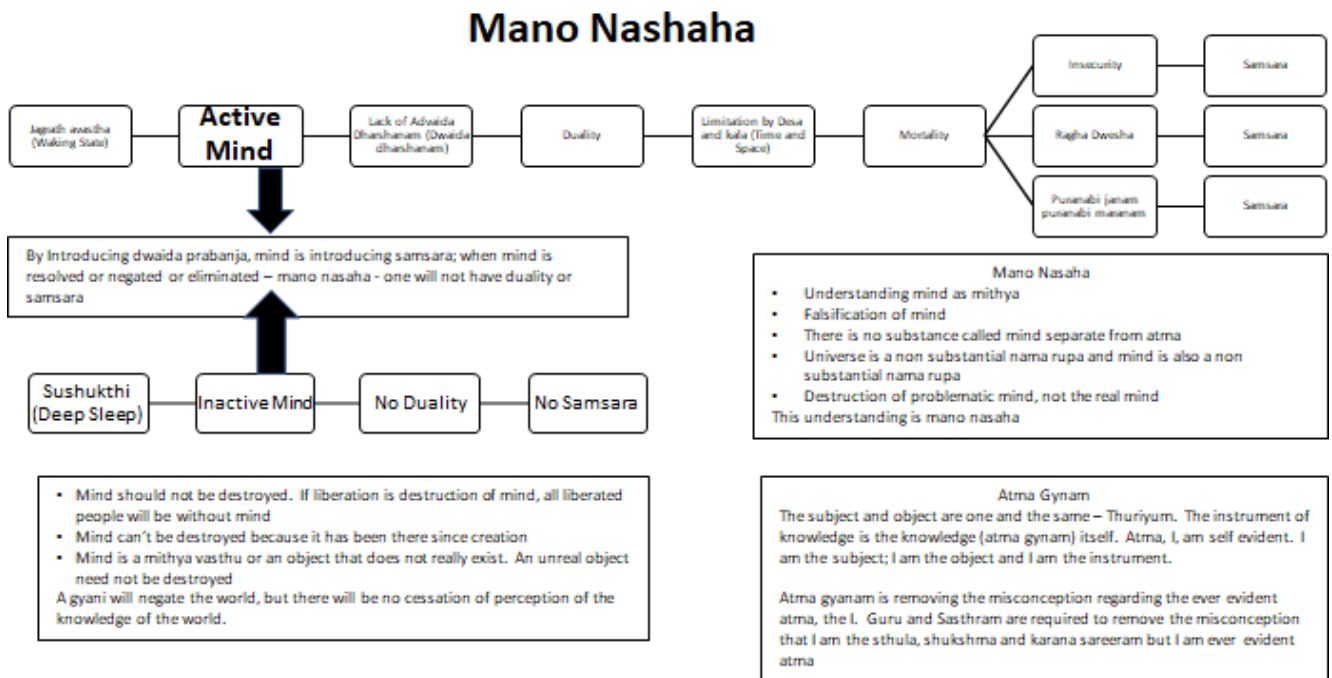 Mano Nashaha
Jagrath avastha
(Waking State)
Active
Mind
Lack of Advaida
Dharshanam (Dwaida
dharshanam)
Duality
Limitation by Desa
and kala (Time and
Space)
Mortality
Insecurity
Samsara
Ragha Dwesha
Samsara
Puranabi janam
puranabi maranam
Samsara
By Introducing dwaida prabanja, mind is introducing samsara; when mind is
resolved or negated or eliminated – mano nasaha - one will not have duality or
samsara
Sushukthi
(Deep Sleep)
Inactive Mind
No Duality
No Samsara
Mano Nasaha
▪ Understanding mind as mithya
▪ Falsification of mind
▪ There is no substance called mind separate from atma
▪ Universe is a non substantial nama rupa and mind is also a non
substantial nama rupa
▪ Destruction of problematic mind, not the real mind
This understanding is mano nasaha
▪ Mind should not be destroyed. If liberation is destruction of mind, all liberated
people will be without mind
▪ Mind can't be destroyed because it has been there since creation
▪ Mind is a mithya vasthu or an object that does not really exist. An unreal object
need not be destroyed
A gyani will negate the world, but there will be no cessation of perception of the
knowledge of the world.
Atma Gynam
The subject and object are one and the same – Thuriyum. The instrument of
knowledge is the knowledge (atma gynam) itself. Atma, I, am self evident. I
am the subject; I am the object and I am the instrument.
Atma gyanam is removing the misconception regarding the ever evident
atma, the I. Guru and Sasthram are required to remove the misconception
that I am the sthula, shukshma and karana sareeram but I am ever evident
atma